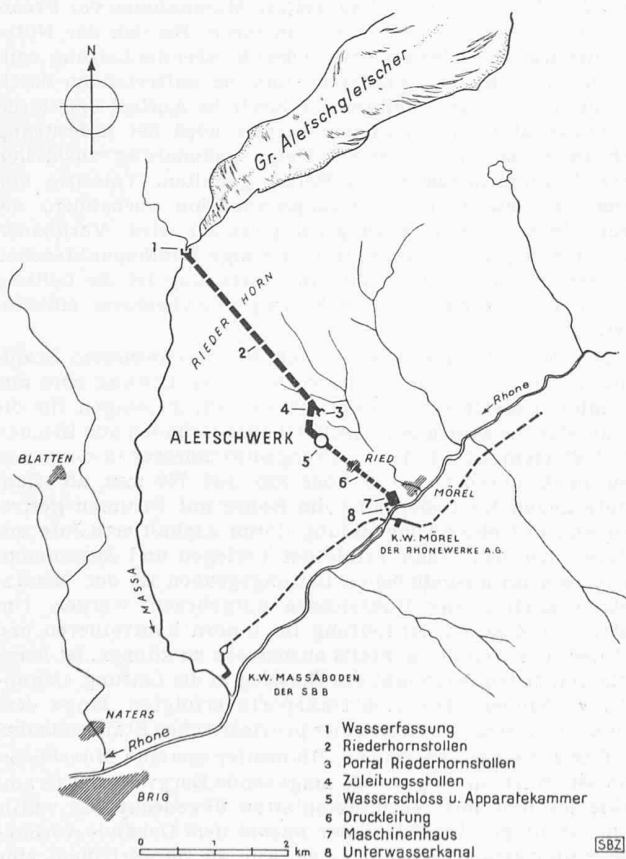 N
Gr. Aletschgletscher
1
RIEDER HORN
2
4
3
ALETSCHWERK
5
6
RIED
7
8
MÖREL
Rhone
K.W. MÖREL
DER RHONEWERKE A.G.
BLATTEN
MASSA
K.W. MASSABODEN
DER SBB
NATERS
Rhone
BRIG
0 1 2
km
1 Wasserfassung
2 Riederhornstollen
3 Portal Riederhornstollen
4 Zuleitungsstollen
5 Wasserschloss u. Apparatekammer
6 Druckleitung
7 Maschinenhaus
8 Unterwasserkanal
SBZ